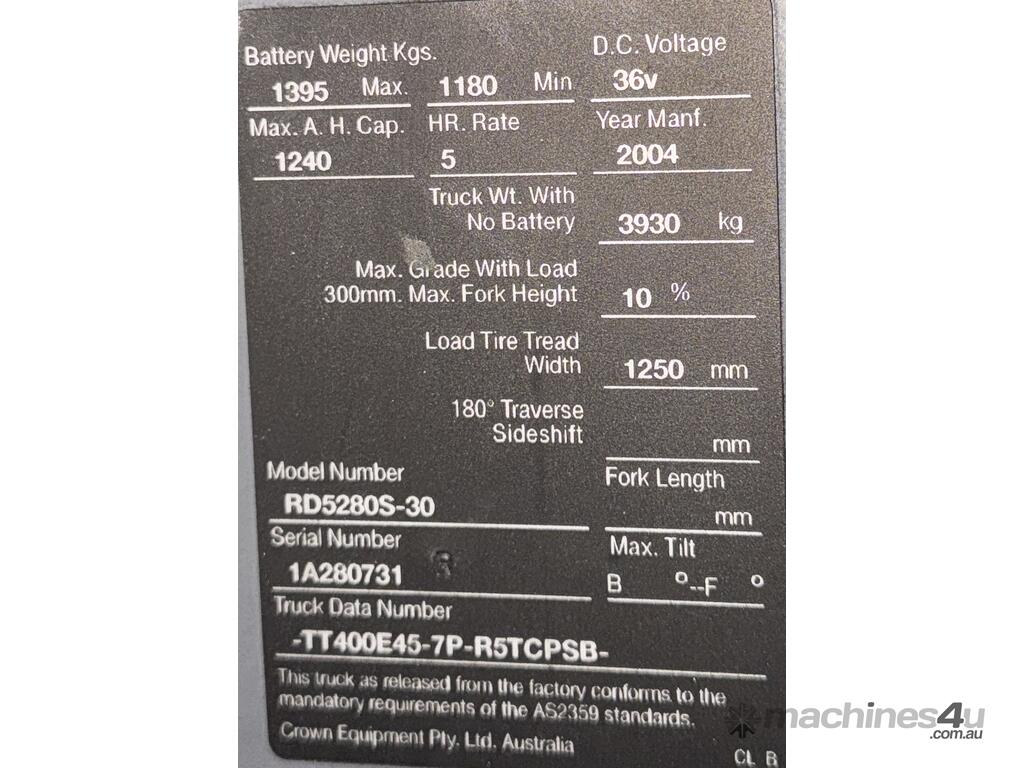 Battery Weight Kgs. D.C. Voltage
1395 Max. 1180 Min 36v
Max. A. H. Cap. HR. Rate Year Manf.
1240 5 2004
Truck Wt. With
No Battery 3930 kg
Max. Grade With Load
300mm. Max. Fork Height 10 %
Load Tire Tread
Width 1250 mm
180° Traverse
Sideshift mm
Model Number Fork Length
RD5280S-30 mm
Serial Number Max. Tilt
1A280731 B °--F °
Truck Data Number
-TT400E45-7P-R5TCPSB-
This truck as released from the factory conforms to the
mandatory requirements of the AS2359 standards.
Crown Equipment Pty. Ltd. Australia
CL B
machines4u
.com.au